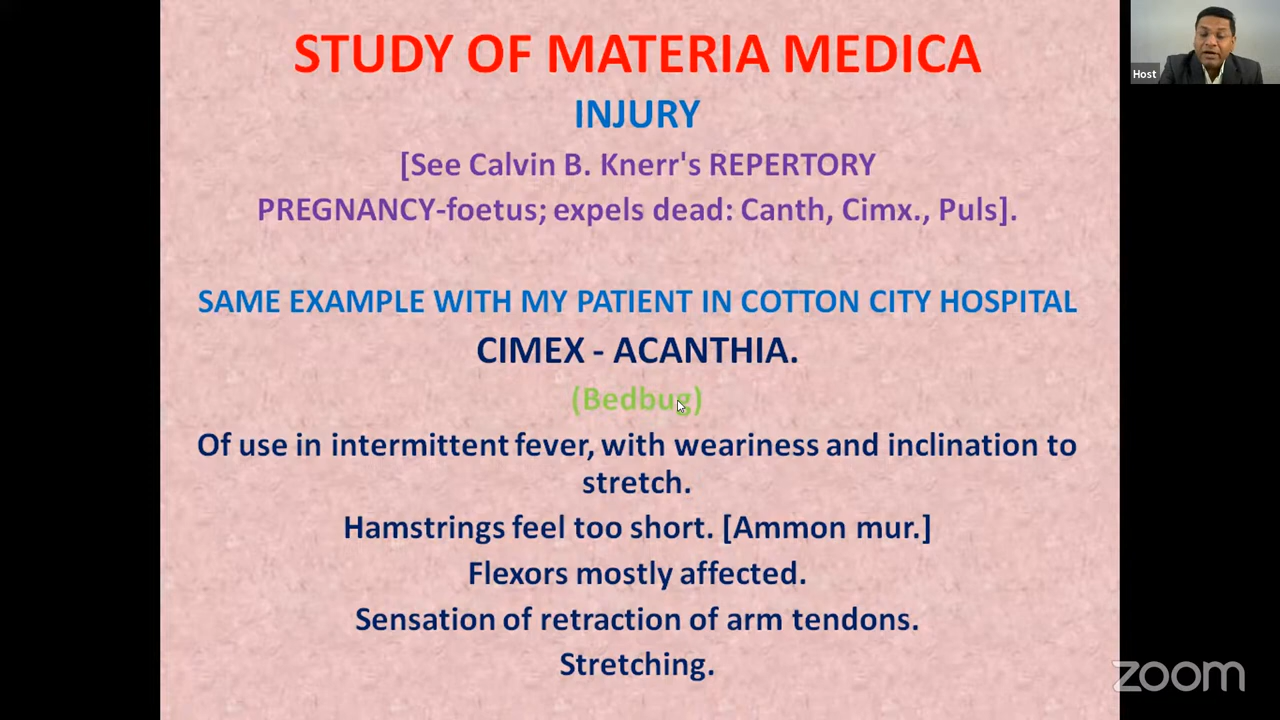 STUDY OF MATERIA MEDICA
Host
INJURY
[See Calvin B. Knerr's REPERTORY
PREGNANCY-foetus; expels dead: Canth, Cimx., Puls].
SAME EXAMPLE WITH MY PATIENT IN COTTON CITY HOSPITAL
CIMEX - ACANTHIA.
(Bedbug)
Of use in intermittent fever, with weariness and inclination to
stretch.
Hamstrings feel too short. [Ammon mur.]
Flexors mostly affected.
Sensation of retraction of arm tendons.
Stretching.
zoom